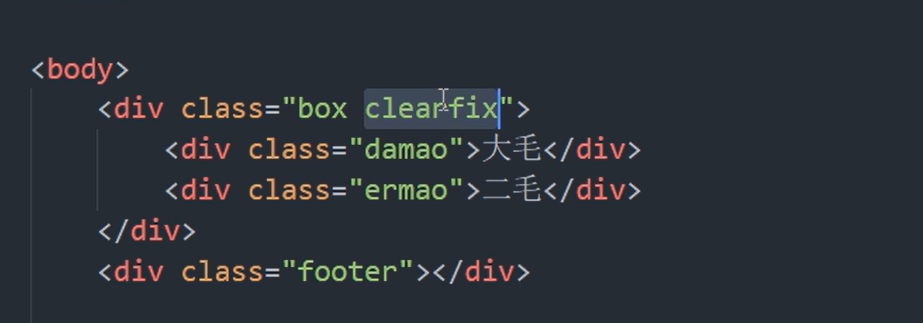 <body>
<div class="box clearfix">
<div class="damao">大毛</div>
<div class="ermao">二毛</div>
</div>
<div class="footer"></div>